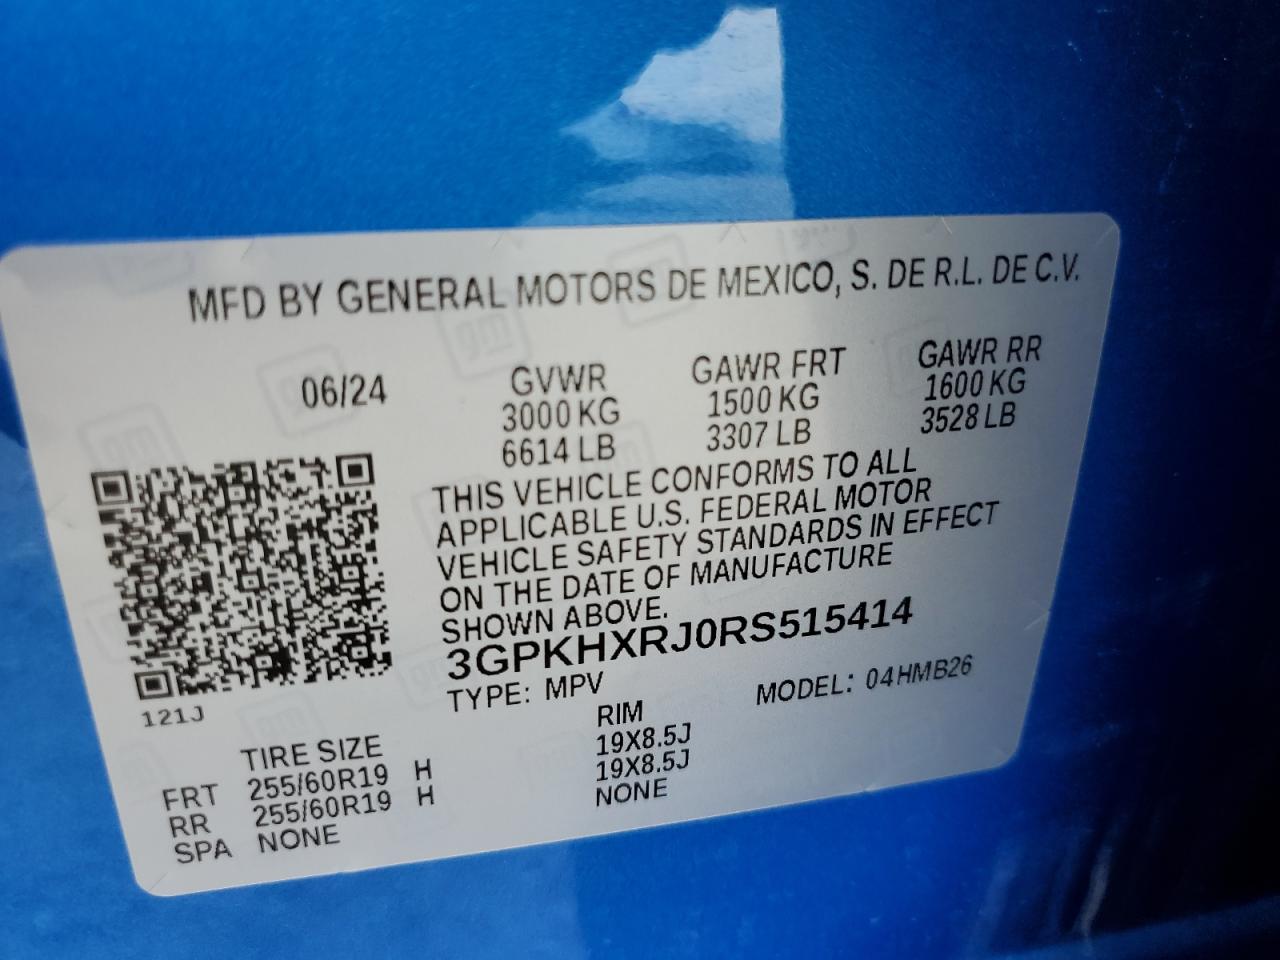 MFD BY GENERAL MOTORS DE MEXICO, S. DE R.L. DE C.V.
06/24
GVWR
3000 KG
6614 LB
GAWR FRT
1500 KG
3307 LB
GAWR RR
1600 KG
3528 LB
THIS VEHICLE CONFORMS TO ALL
APPLICABLE U.S. FEDERAL MOTOR
VEHICLE SAFETY STANDARDS IN EFFECT
ON THE DATE OF MANUFACTURE
SHOWN ABOVE.
3GPKHXRJ0RS515414
TYPE: MPV MODEL: 04HMB26
121J
TIRE SIZE RIM
FRT 255/60R19 H 19X8.5J
RR 255/60R19 H 19X8.5J
SPA NONE NONE